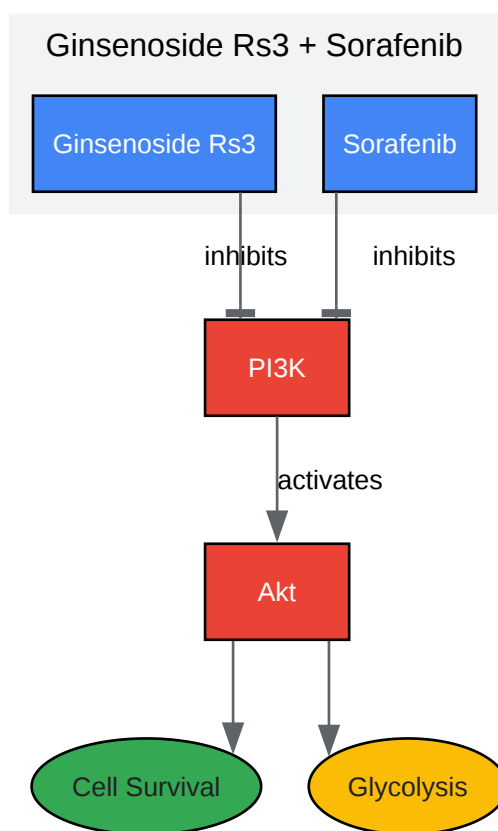 Ginsenoside Rs3 + Sorafenib
Ginsenoside Rs3
Sorafenib
inhibits
inhibits
PI3K
activates
Akt
Cell Survival
Glycolysis